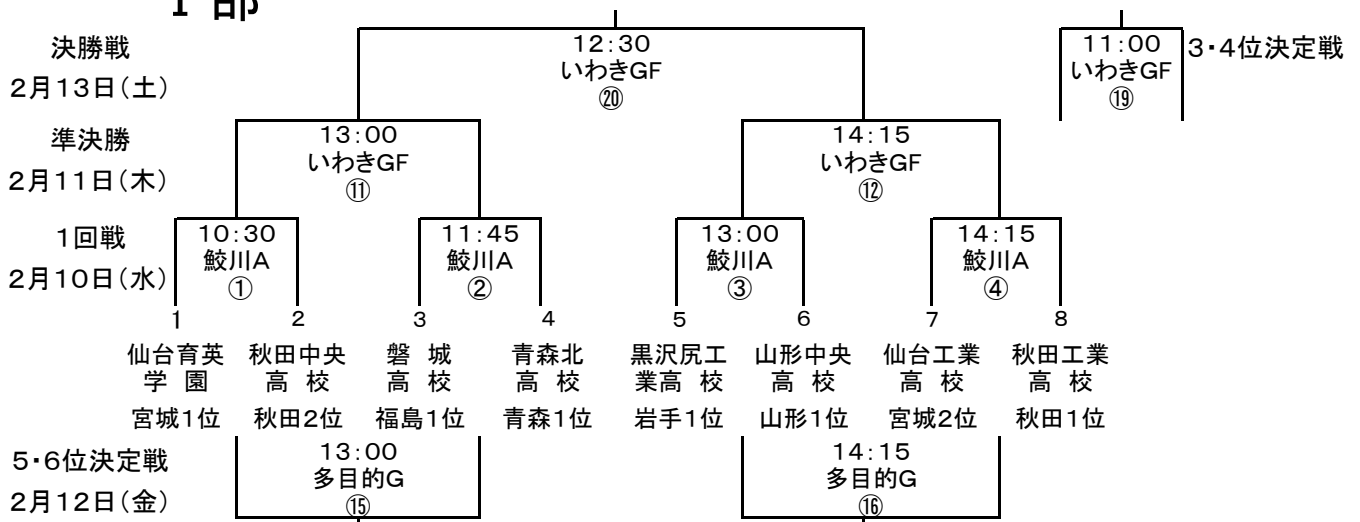 1 部
決勝戦
2月13日(土)
12:30
いわきGF
⑳
11:00
いわきGF
⑲
3・4位決定戦
準決勝
2月11日(木)
13:00
いわきGF
⑪
14:15
いわきGF
⑫
1回戦
2月10日(水)
10:30
鮫川A
①
11:45
鮫川A
②
13:00
鮫川A
③
14:15
鮫川A
④
1 2 3 4 5 6 7 8
仙台育英
学 園
秋田中央
高 校
磐 城
高 校
青森北
高 校
黒沢尻工
業高 校
山形中央
高 校
仙台工業
高 校
秋田工業
高 校
宮城1位 秋田2位 福島1位 青森1位 岩手1位 山形1位 宮城2位 秋田1位
5・6位決定戦
2月12日(金)
13:00
多目的G
⑮
14:15
多目的G
⑯